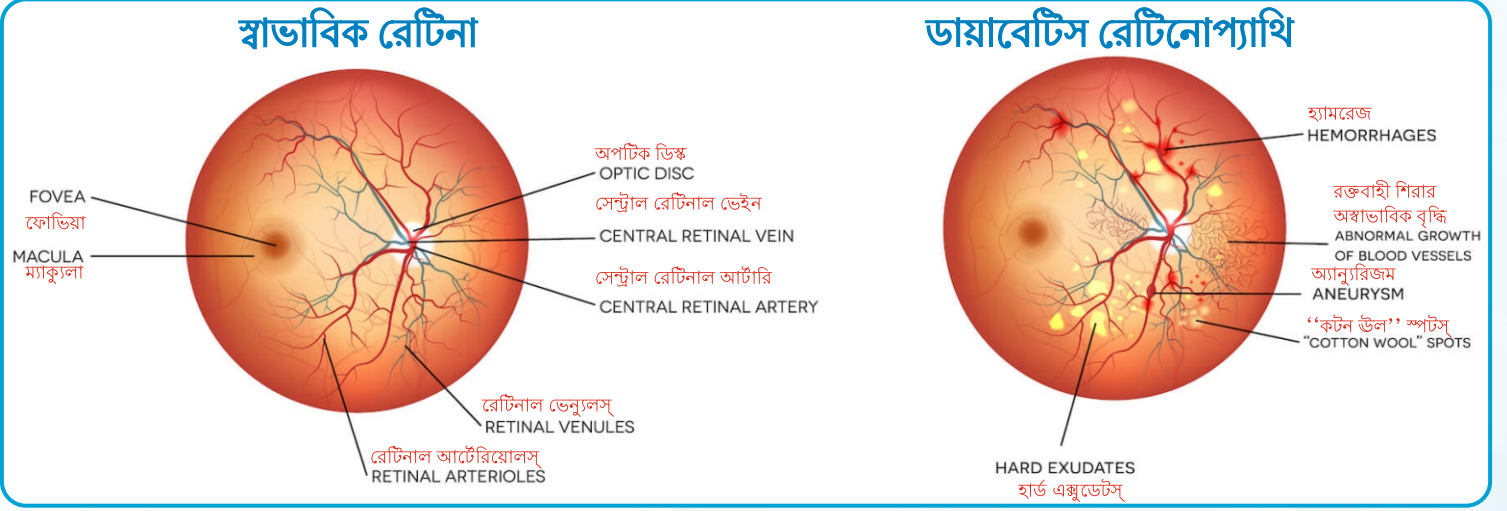 স্বাভাবিক রেটিনা
FOVEA
ফোভিয়া
MACULA
ম্যাকুলা
অপটিক ডিস্ক
OPTIC DISC
সেন্ট্রাল রেটিনাল ভেইন
CENTRAL RETINAL VEIN
সেন্ট্রাল রেটিনাল আর্টারি
CENTRAL RETINAL ARTERY
রেটিনাল ভেন্যুলস্
RETINAL VENULES
রেটিনাল আর্টেরিয়োলস্
RETINAL ARTERIOLES
ডায়াবেটিস রেটিনোপ্যাথি
হ্যামরেজ
HEMORRHAGES
রক্তবাহী শিরার
অস্বাভাবিক বৃদ্ধি
ABNORMAL GROWTH
OF BLOOD VESSELS
অ্যান্যুরিজম
ANEURYSM
‘‘কটন ঊল’’ স্পটস্
“COTTON WOOL” SPOTS
HARD EXUDATES
হার্ড এক্সুডেটস্